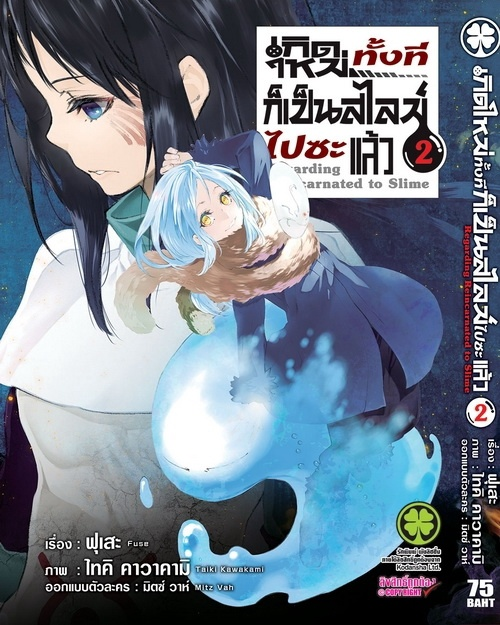 เกิดใหม่ทั้งที
ก็เป็นสไลม์
ไปซะแล้ว 2
Regarding
Reincarnated to Slime
เรื่อง : ฟุเสะ Fuse
ภาพ : ไทคิ คาวาคามิ Taiki Kawakami
ออกแบบตัวละคร : มิตซ์ วาห์ Mitz Vah
Kodansha Ltd.
ลิขสิทธิ์ถูกต้อง
© COPYRIGHT
เกิดใหม่ทั้งทีก็เป็นสไลม์ไปซะแล้ว
Regarding Reincarnated to Slime
2
เรื่อง : ฟุเสะ
ภาพ : ไทคิ คาวาคามิ
ออกแบบตัวละคร : มิตซ์ วาห์
75
BAHT